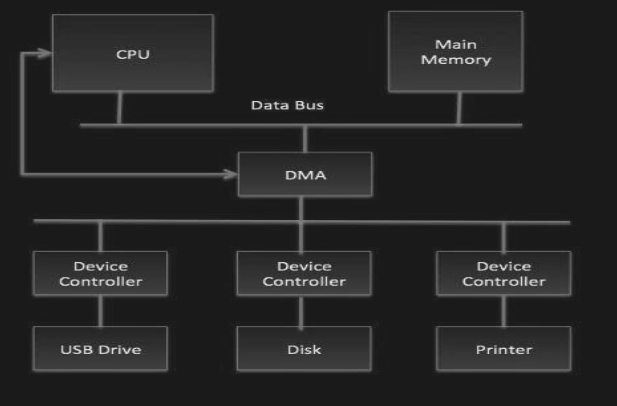 CPU
Main
Memory
Data Bus
DMA
Device
Controller
Device
Controller
Device
Controller
USB Drive
Disk
Printer